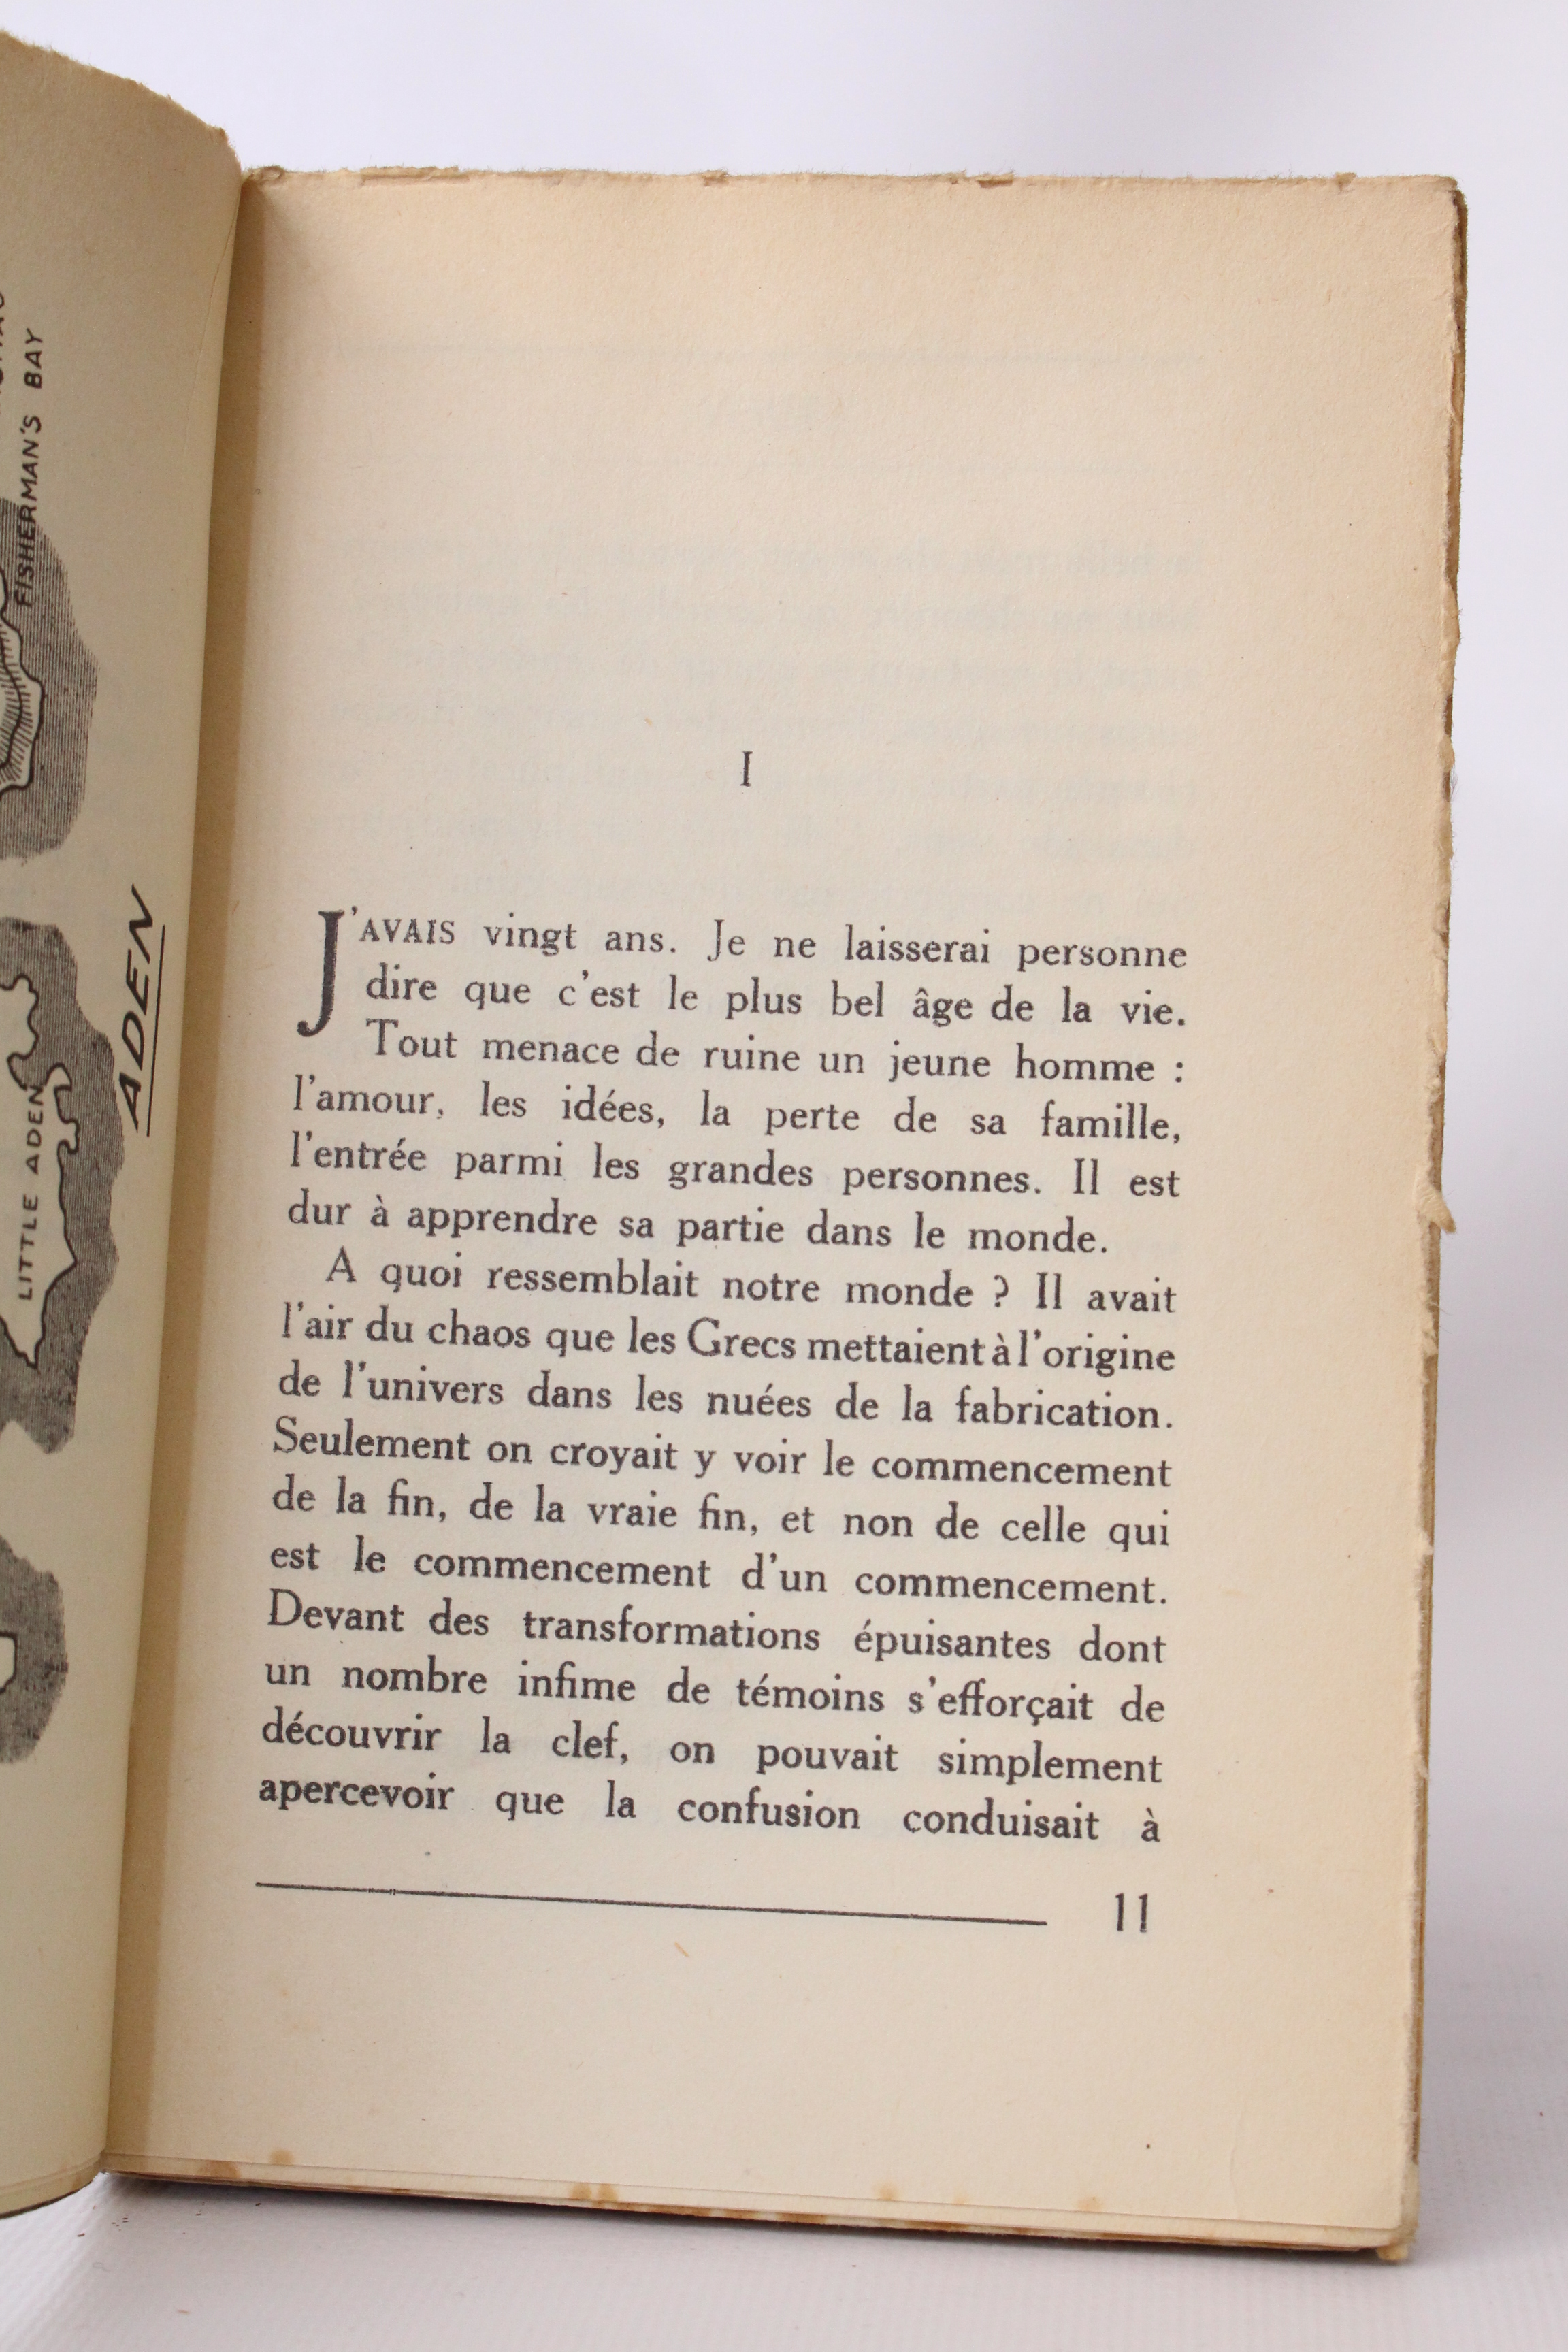 FISHERMAN'S BAY
LITTLE ADEN
ADEN
I
J'AVAIS vingt ans. Je ne laisserai personne
dire que c'est le plus bel âge de la vie.
Tout menace de ruine un jeune homme :
l'amour, les idées, la perte de sa famille,
l'entrée parmi les grandes personnes. Il est
dur à apprendre sa partie dans le monde.
A quoi ressemblait notre monde ? Il avait
l'air du chaos que les Grecs mettaient à l'origine
de l'univers dans les nuées de la fabrication.
Seulement on croyait y voir le commencement
de la fin, de la vraie fin, et non de celle qui
est le commencement d'un commencement.
Devant des transformations épuisantes dont
un nombre infime de témoins s'efforçait de
découvrir la clef, on pouvait simplement
apercevoir que la confusion conduisait à
11